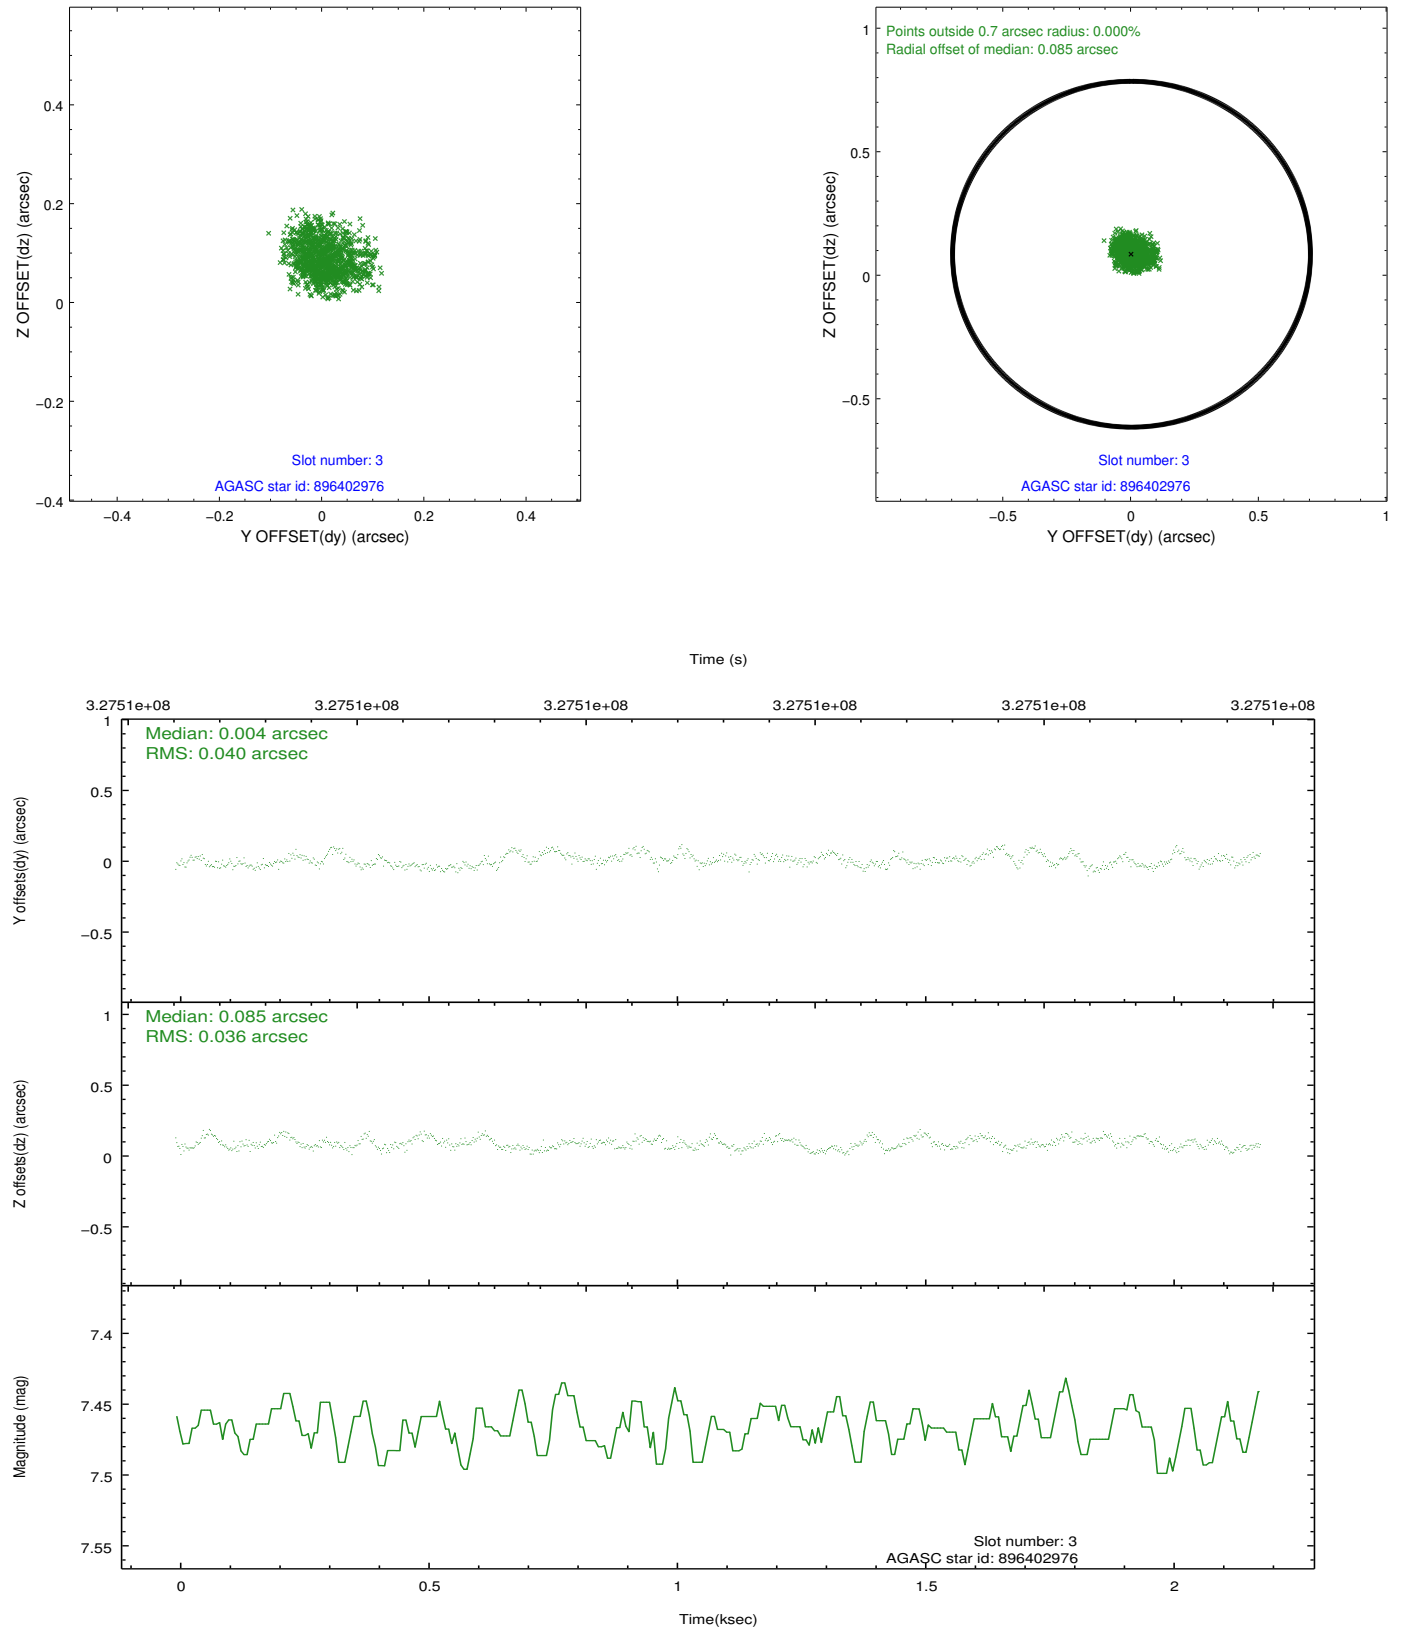 0.4
0.2
0
−0.2
−0.4
Z OFFSET(dz) (arcsec)
Slot number: 3
AGASC star id: 896402976
−0.4
−0.2
0
0.2
0.4
Y OFFSET(dy) (arcsec)
Points outside 0.7 arcsec radius: 0.000%
Radial offset of median: 0.085 arcsec
1
0.5
0
−0.5
Z OFFSET(dz) (arcsec)
Slot number: 3
AGASC star id: 896402976
−0.5
0
0.5
1
Y OFFSET(dy) (arcsec)
Time (s)
3.2751e+08
3.2751e+08
3.2751e+08
3.2751e+08
3.2751e+08
3.2751e+08
Median: 0.004 arcsec
RMS: 0.040 arcsec
1
0.5
0
−0.5
Y offsets(dy) (arcsec)
Median: 0.085 arcsec
RMS: 0.036 arcsec
1
0.5
0
−0.5
Z offsets(dz) (arcsec)
7.4
7.45
7.5
7.55
Magnitude (mag)
Slot number: 3
AGASC star id: 896402976
0
0.5
1
1.5
2
Time(ksec)